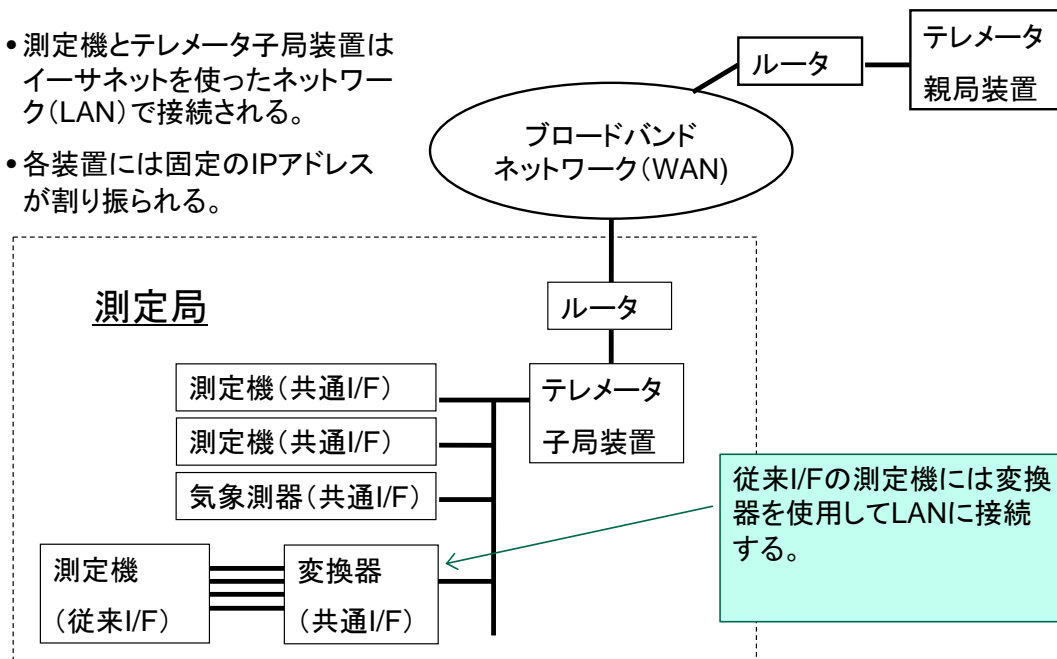 • 測定機とテレメータ子局装置は
イーサネットを使ったネットワー
ク(LAN)で接続される。
• 各装置には固定のIPアドレス
が割り振られる。
ルータ
テレメータ
親局装置
ブロードバンド
ネットワーク(WAN)
測定局
ルータ
測定機(共通I/F)
テレメータ
子局装置
測定機(共通I/F)
気象測器(共通I/F)
従来I/Fの測定機には変換
器を使用してLANに接続
する。
測定機
(従来I/F)
変換器
(共通I/F)